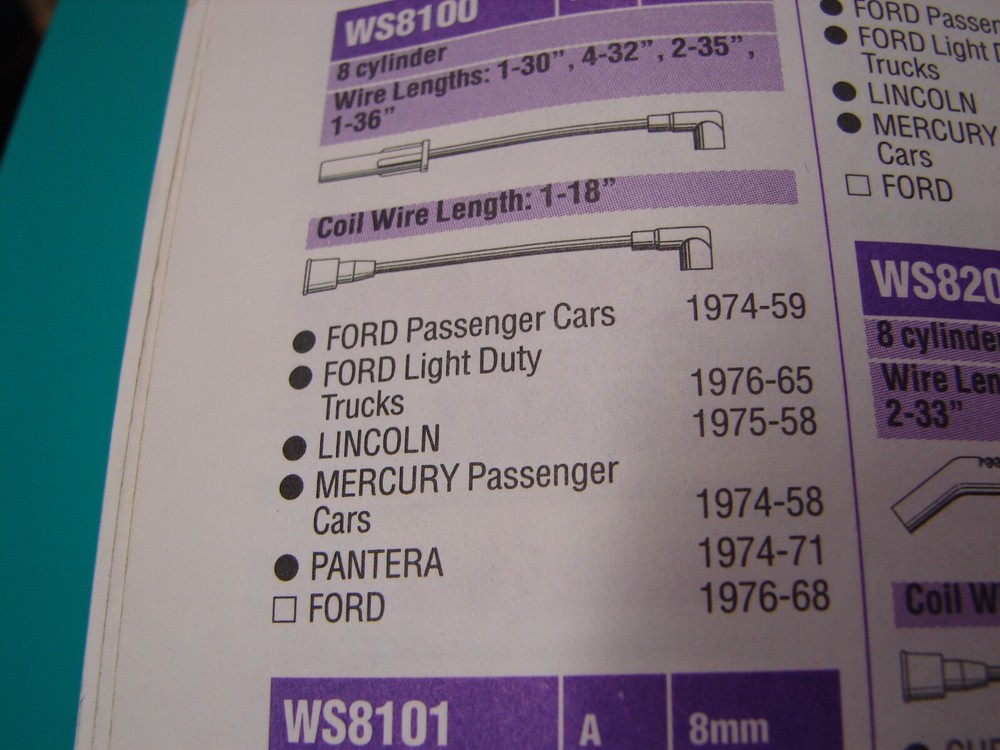 WS8100
8 cylinder
Wire Lengths: 1-30”, 4-32”, 2-35”,
1-36”
Coil Wire Length: 1-18”
● FORD Passenger Cars 1974-59
● FORD Light Duty
Trucks 1976-65
● LINCOLN 1975-58
● MERCURY Passenger
Cars 1974-58
● PANTERA 1974-71
□ FORD 1976-68
WS8101 A 8mm
● FORD
● FORD Light
Trucks
● LINCOLN
● MERCURY
Cars
□ FORD
WS820
8
Wire
2-33”
Coil